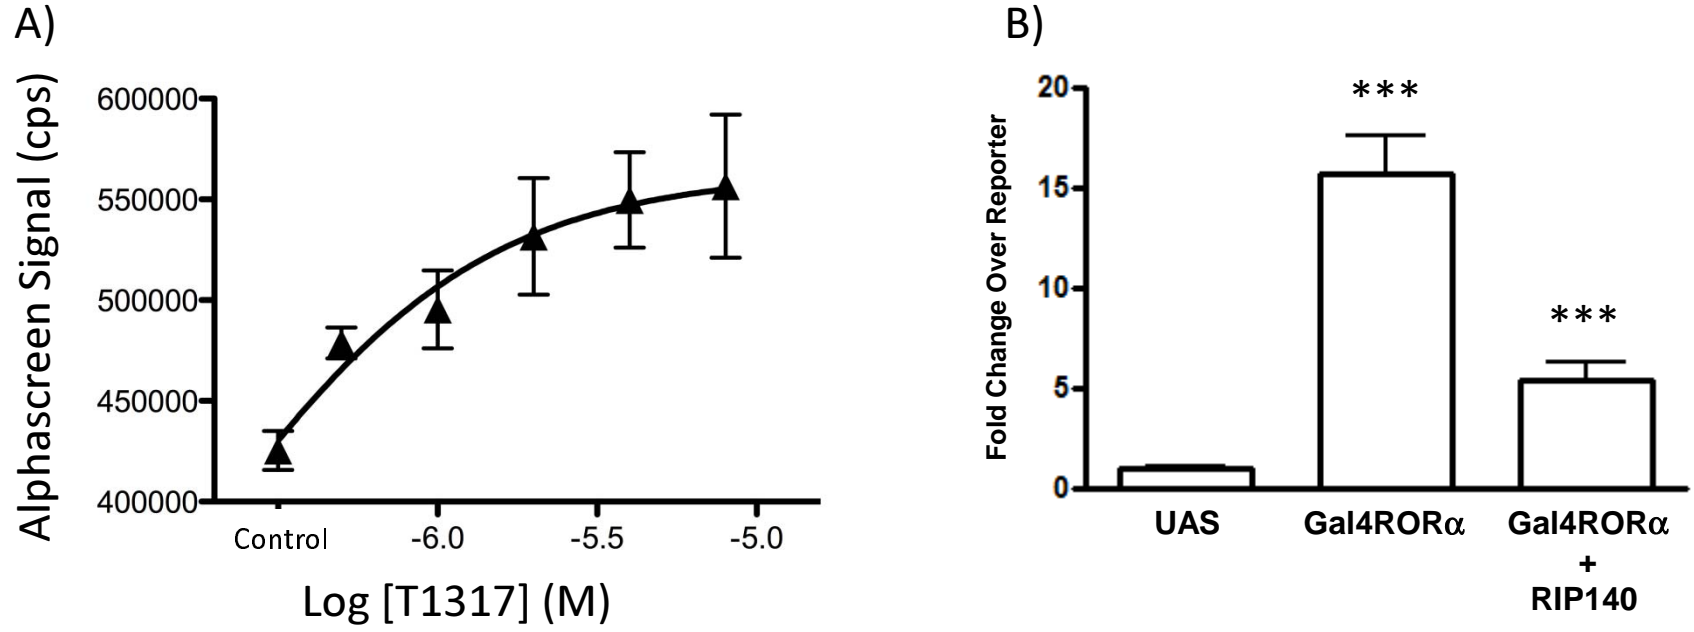 A)
Alphascreen Signal (cps)
600000
550000
500000
450000
400000
Control
-6.0
-5.5
-5.0
Log [T1317] (M)
B)
Fold Change Over Reporter
20
15
10
5
0
***
***
UAS
Gal4RORα
Gal4RORα
+
RIP140